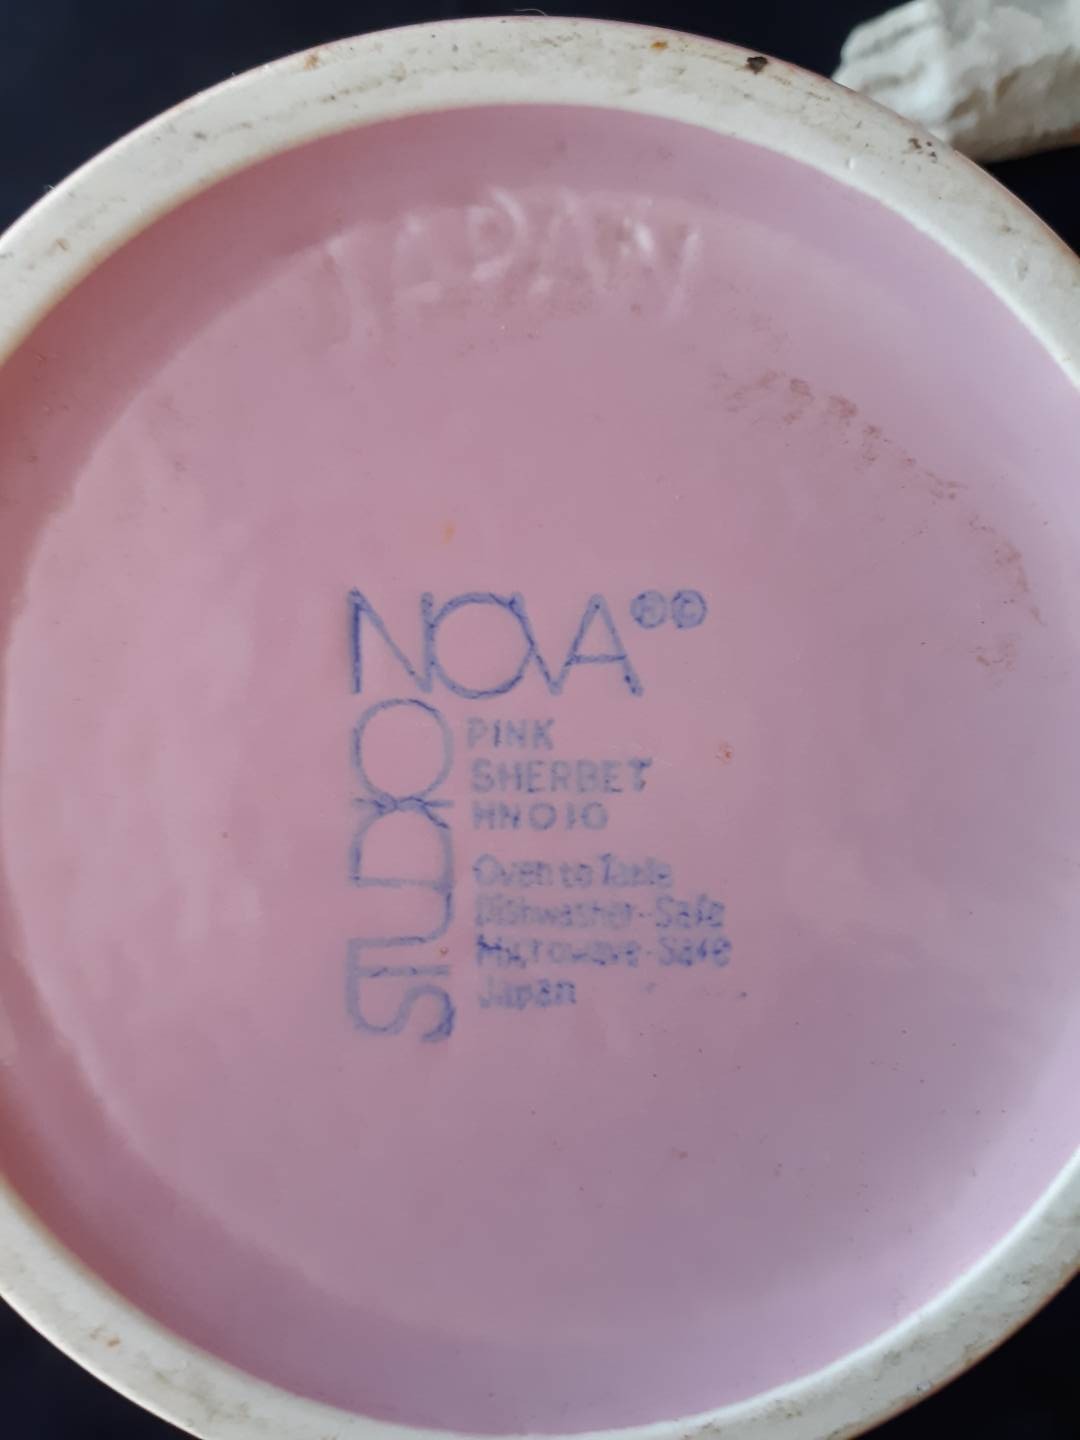 JAPAN
NOVA®©
STUDIO
PINK
SHERBET
HN010
Oven to Table
Dishwasher-Safe
Microwave-Safe
Japan